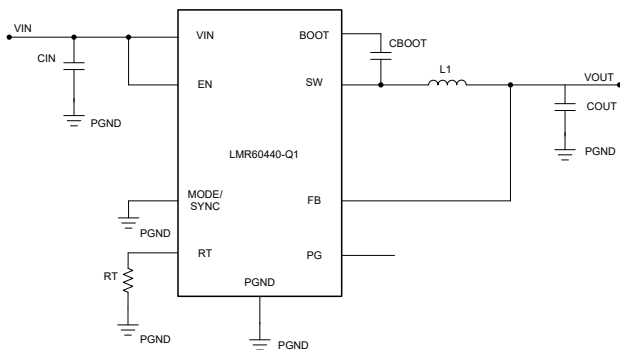 VIN
VIN
BOOT
CBOOT
CIN
L1
EN
SW
VOUT
COUT
PGND
PGND
LMR60440-Q1
MODE/
SYNC
FB
PGND
RT
PG
RT
PGND
PGND
PGND